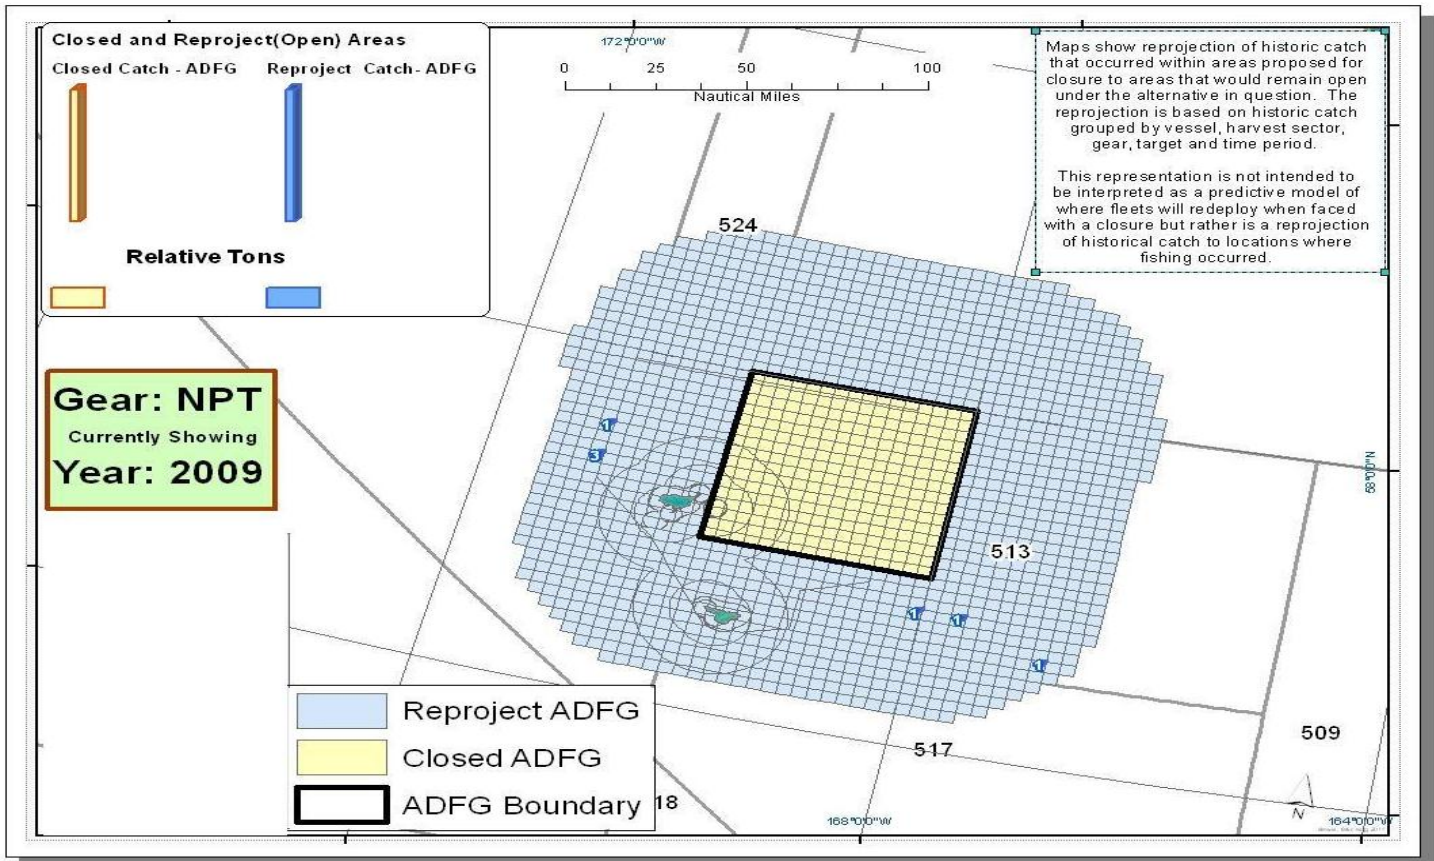 Closed and Reproject(Open) Areas
Closed Catch - ADFG
Reproject Catch- ADFG
Relative Tons
172°0'0"W
0 25 50 100
Nautical Miles
Maps show reprojection of historic catch
that occurred within areas proposed for
closure to areas that would remain open
under the alternative in question. The
reprojection is based on historic catch
grouped by vessel, harvest sector,
gear, target and time period.
This representation is not intended to
be interpreted as a predictive model of
where fleets will redeploy when faced
with a closure but rather is a reprojection
of historical catch to locations where
fishing occurred.
524
Gear: NPT
Currently Showing
Year: 2009
1
3
58°0'0"N
513
1
1
1
Reproject ADFG
Closed ADFG
ADFG Boundary
18
517
509
N
168°0'0"W
164°0'0"W